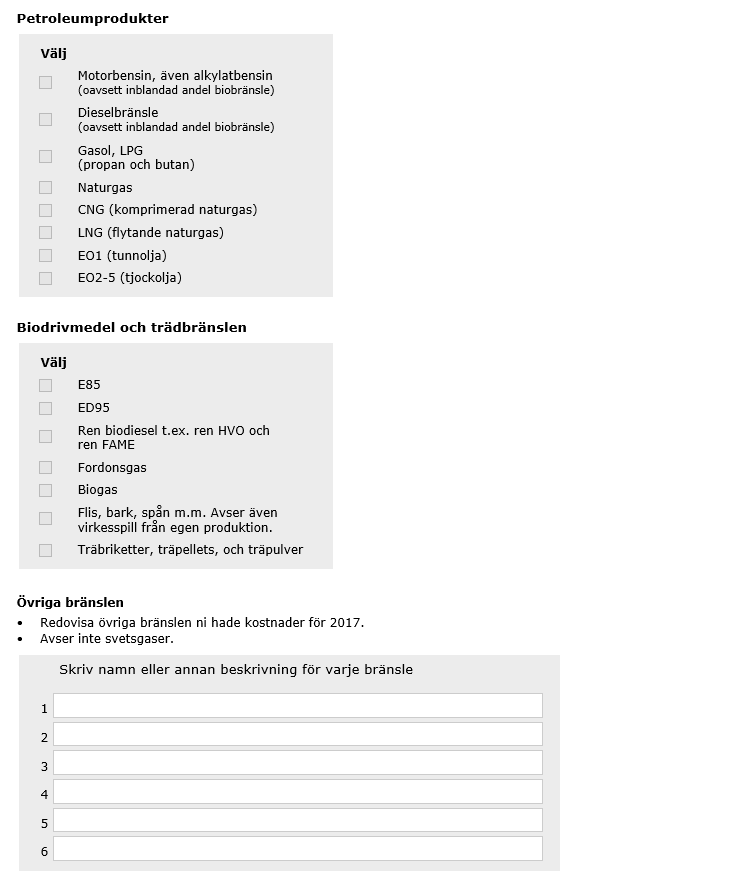 Petroleumprodukter
Välj
Motorbensin, även alkylatbensin
(oavsett inblandad andel biobränsle)
Dieselbränsle
(oavsett inblandad andel biobränsle)
Gasol, LPG
(propan och butan)
Naturgas
CNG (komprimerad naturgas)
LNG (flytande naturgas)
EO1 (tunnolja)
EO2-5 (tjockolja)
Biodrivmedel och trädbränslen
Välj
E85
ED95
Ren biodiesel t.ex. ren HVO och
ren FAME
Fordonsgas
Biogas
Flis, bark, spån m.m. Avser även
virkesspill från egen produktion.
Träbriketter, träpellets, och träpulver
Övriga bränslen
• Redovisa övriga bränslen ni hade kostnader för 2017.
• Avser inte svetsgaser.
Skriv namn eller annan beskrivning för varje bränsle
1
2
3
4
5
6